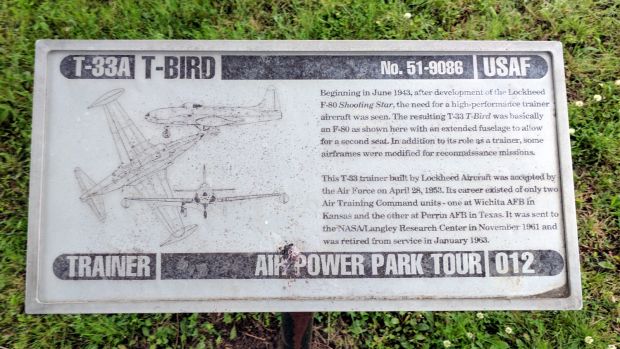 T-33A T-BIRD No. 51-9086 USAF
Beginning in June 1943, after development of the Lockheed
F-80 Shooting Star, the need for a high-performance trainer
aircraft was seen. The resulting T-33 T-Bird was basically
an F-80 as shown here with an extended fuselage to allow
for a second seat. In addition to its role as a trainer, some
airframes were modified for reconnaissance missions.
This T-33 trainer built by Lockheed Aircraft was accepted by
the Air Force on April 28, 1953. Its career existed of only two
Air Training Command units - one at Wichita AFB in
Kansas and the other at Perrin AFB in Texas. It was sent to
the NASA/Langley Research Center in November 1961 and
was retired from service in January 1963.
TRAINER AIR POWER PARK TOUR 012